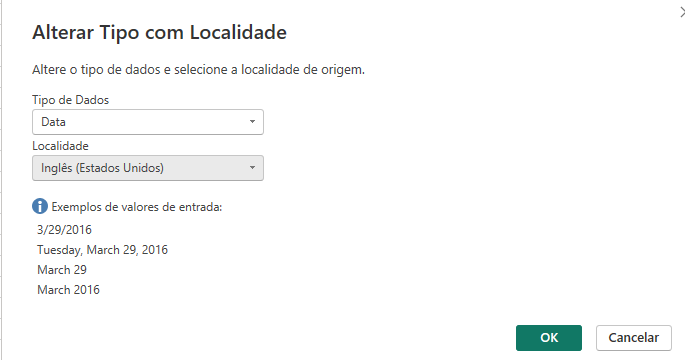 Alterar Tipo com Localidade
Altere o tipo de dados e selecione a localidade de origem.
Tipo de Dados
Data
Localidade
Inglês (Estados Unidos)
Exemplos de valores de entrada:
3/29/2016
Tuesday, March 29, 2016
March 29
March 2016
OK Cancelar